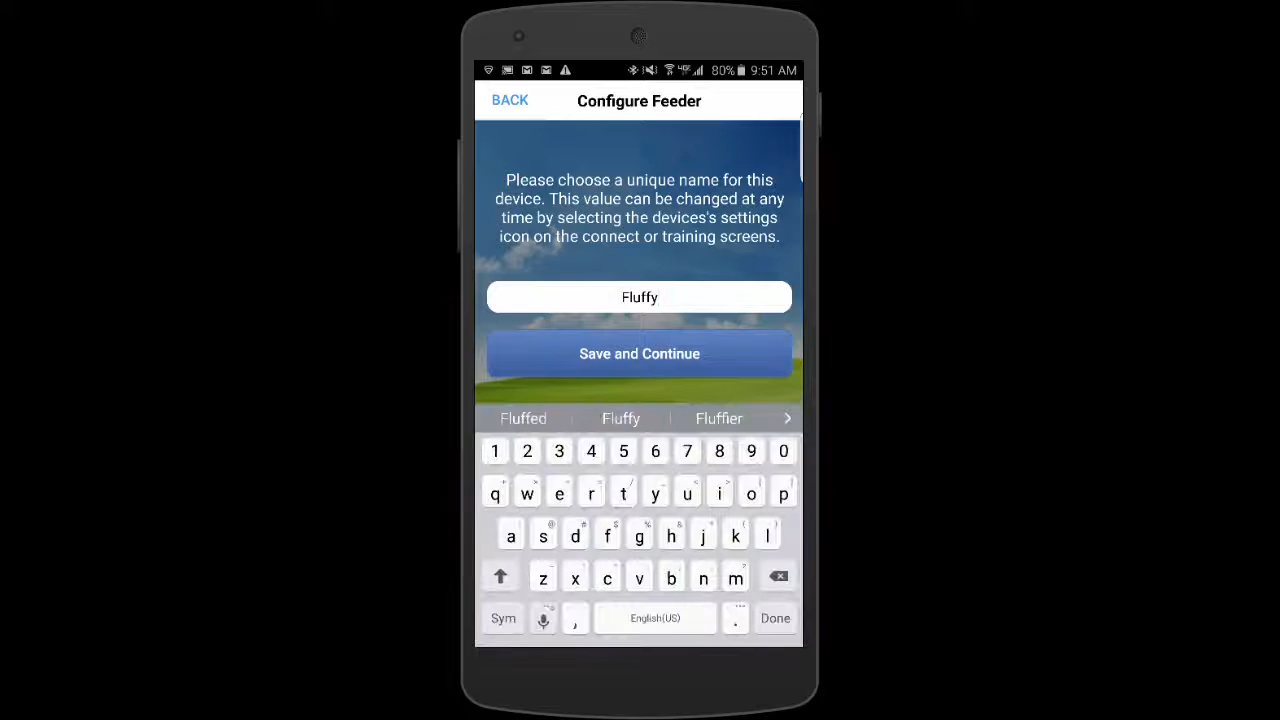 80% 9:51 AM
BACK Configure Feeder
Please choose a unique name for this
device. This value can be changed at any
time by selecting the devices's settings
icon on the connect or training screens.
Fluffy
Save and Continue
Fluffed Fluffy Fluffier
1 2 3 4 5 6 7 8 9 0
q w e r t y u i o p
a s d f g h j k l
z x c v b n m
Sym , English(US) . Done